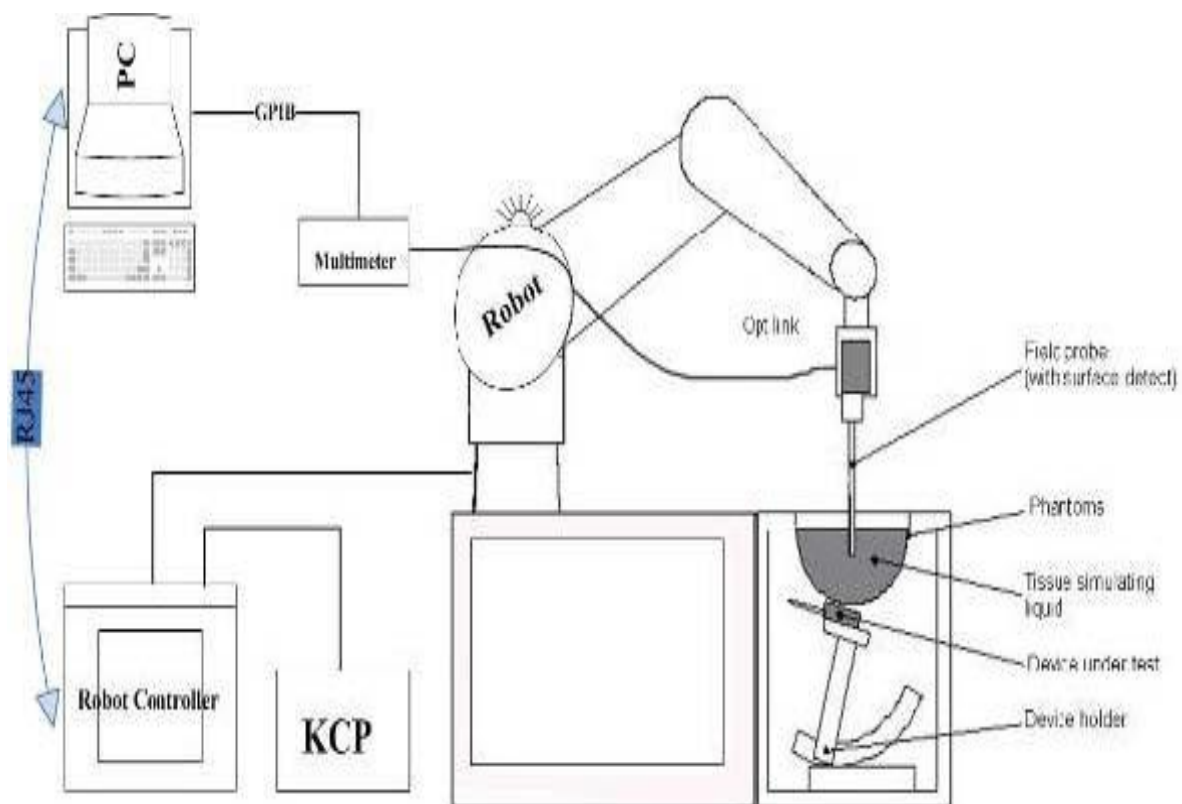 PC
GPIB
Multimeter
Robot
Opt link
Field probe
(with surface detect)
RJ45
Phantoms
Tissue simulating
liquid
Device under test
Robot Controller
KCP
Device holder